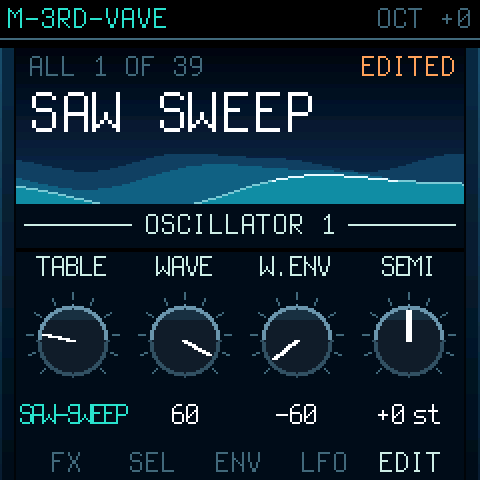 M-3RD-VAVE OCT +0
ALL 1 OF 39 EDITED
SAW SWEEP
OSCILLATOR 1
TABLE WAVE W.ENV SEMI
SAW-SWEEP 60 -60 +0 st
FX SEL ENV LFO EDIT